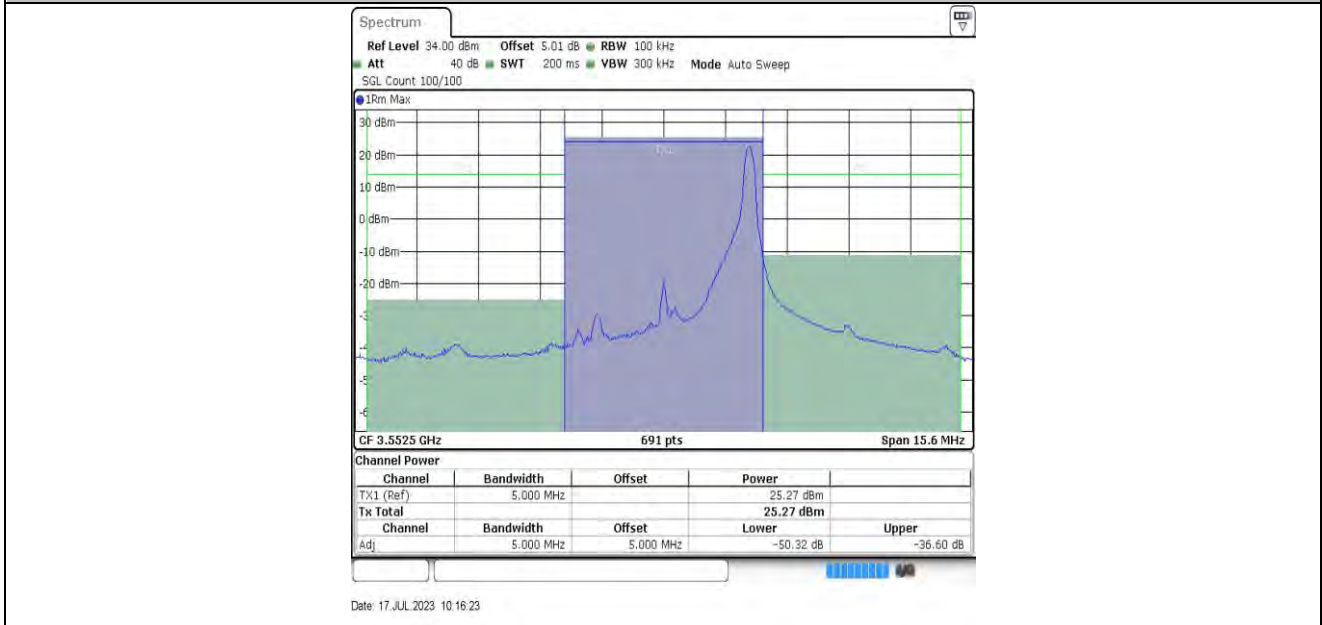 Spectrum
Ref Level 34.00 dBm Offset 5.01 dB RBW 100 kHz
Att 40 dB SWT 200 ms VBW 300 kHz Mode Auto Sweep
SGL Count 100/100
1Rm Max
30 dBm
20 dBm
10 dBm
0 dBm
-10 dBm
-20 dBm
CF 3.5525 GHz 691 pts Span 15.6 MHz
Channel Power
Channel Bandwidth Offset Power
TX1 (Ref) 5.000 MHz 25.27 dBm
Tx Total 25.27 dBm
Channel Bandwidth Offset Lower Upper
Adj 5.000 MHz 5.000 MHz -50.32 dB -36.60 dB
Date: 17.JUL.2023 10:16:23